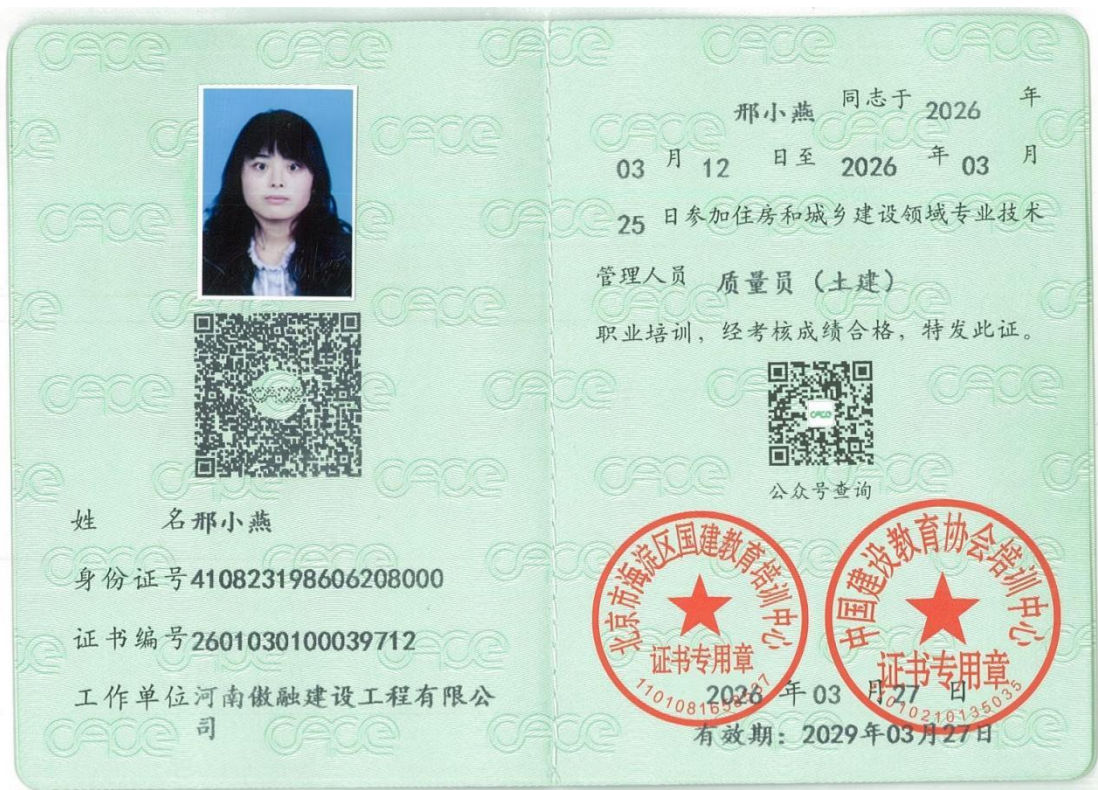 姓 名邢小燕
身份证号410823198606208000
证书编号2601030100039712
工作单位河南傲融建设工程有限公
司
邢小燕 同志于 2026 年
03 月 12 日至 2026 年 03 月
25 日参加住房和城乡建设领域专业技术
管理人员 质量员（土建）
职业培训，经考核成绩合格，特发此证。
公众号查询
北京市海淀区国建教育培训中心
证书专用章
中国建设教育协会培训中心
证书专用章
2026 年 03 月 27 日
有效期：2029年03月27日